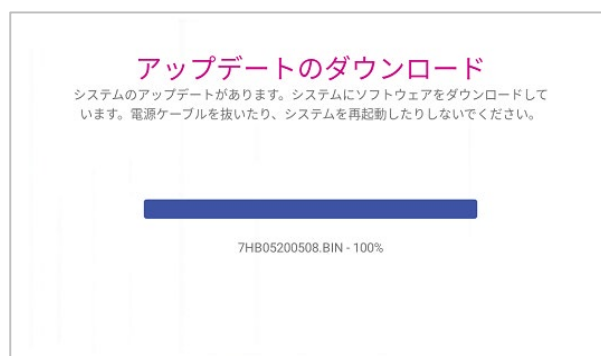 アップデートのダウンロード
システムのアップデートがあります。システムにソフトウェアをダウンロードして
います。電源ケーブルを抜いたり、システムを再起動したりしないでください。
7HB05200508.BIN - 100%